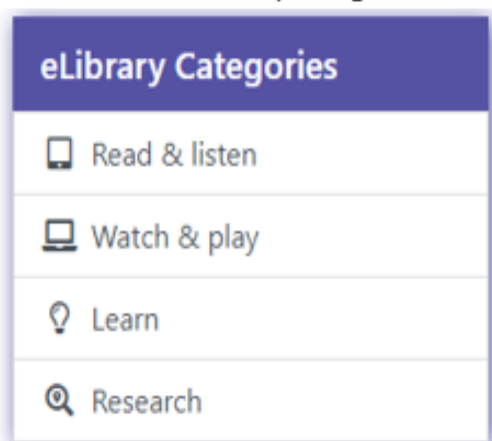 eLibrary Categories
Read & listen
Watch & play
Learn
Research